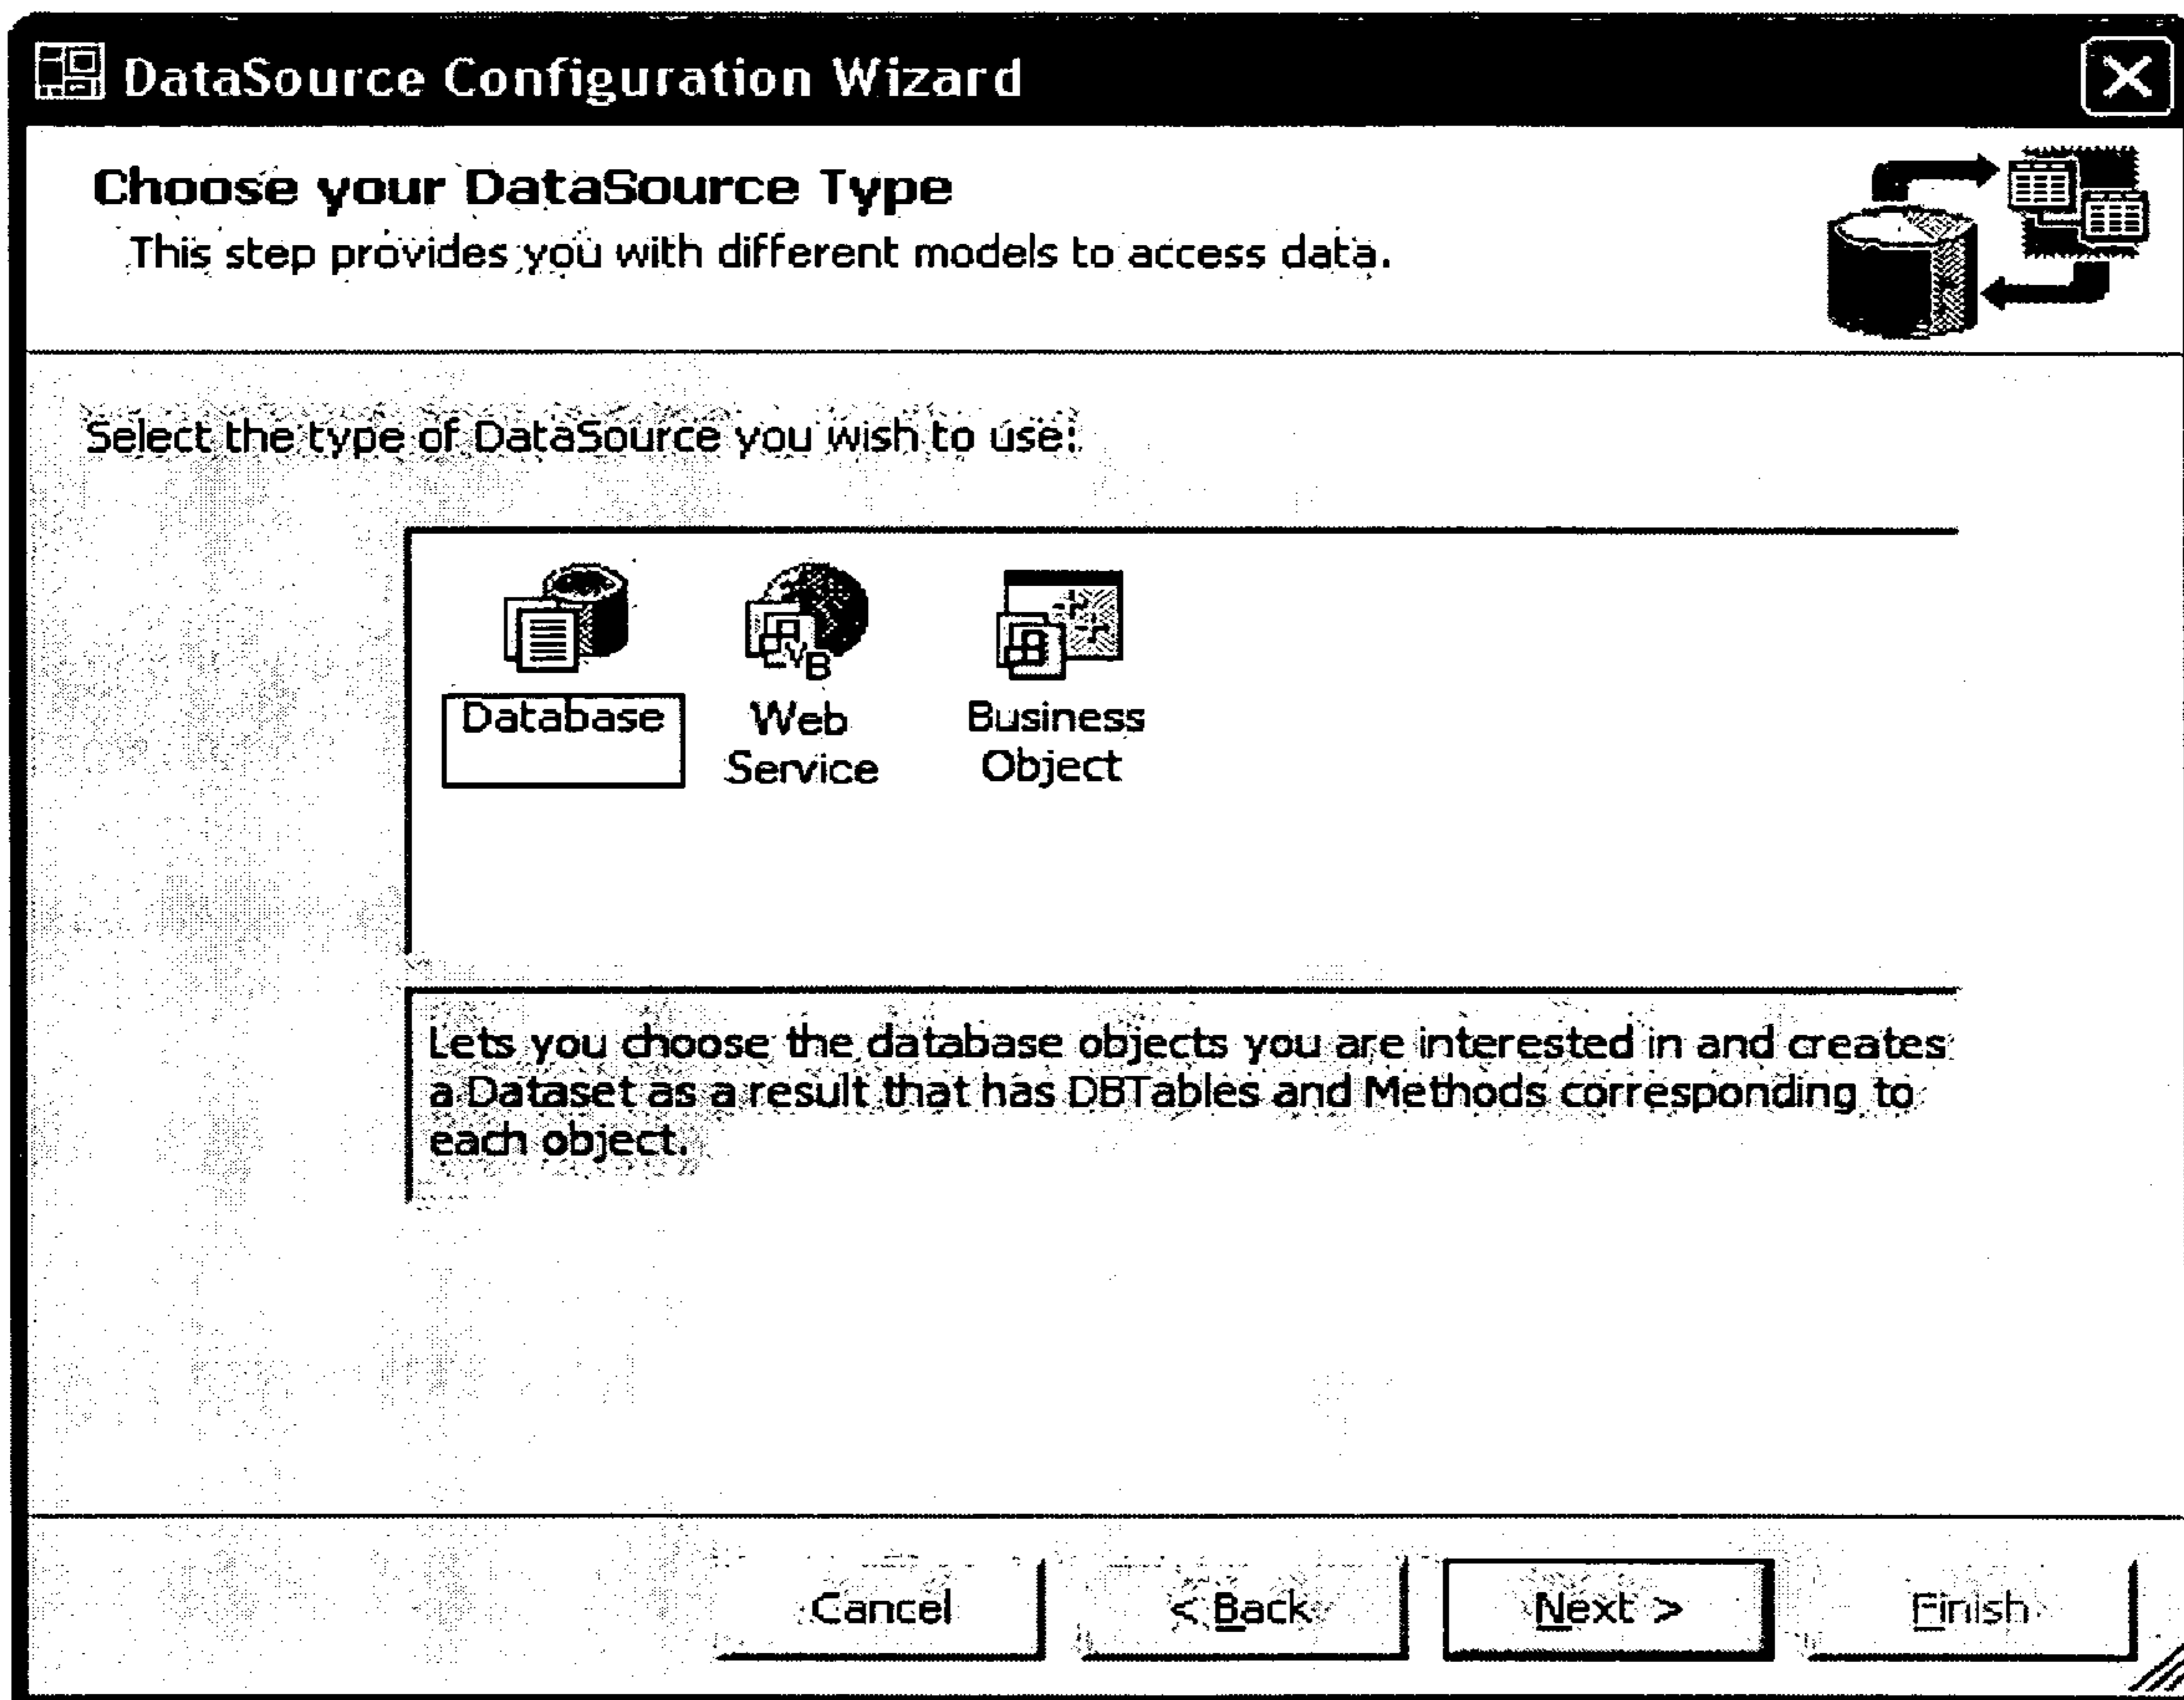 DataSource Configuration Wizard
Choose your DataSource Type
This step provides you with different models to access data.
Select the type of DataSource you wish to use:
Database
Web
Service
Business
Object
Lets you choose the database objects you are interested in and creates
a Dataset as a result that has DBTables and Methods corresponding to
each object.
Cancel
< Back
Next >
Finish